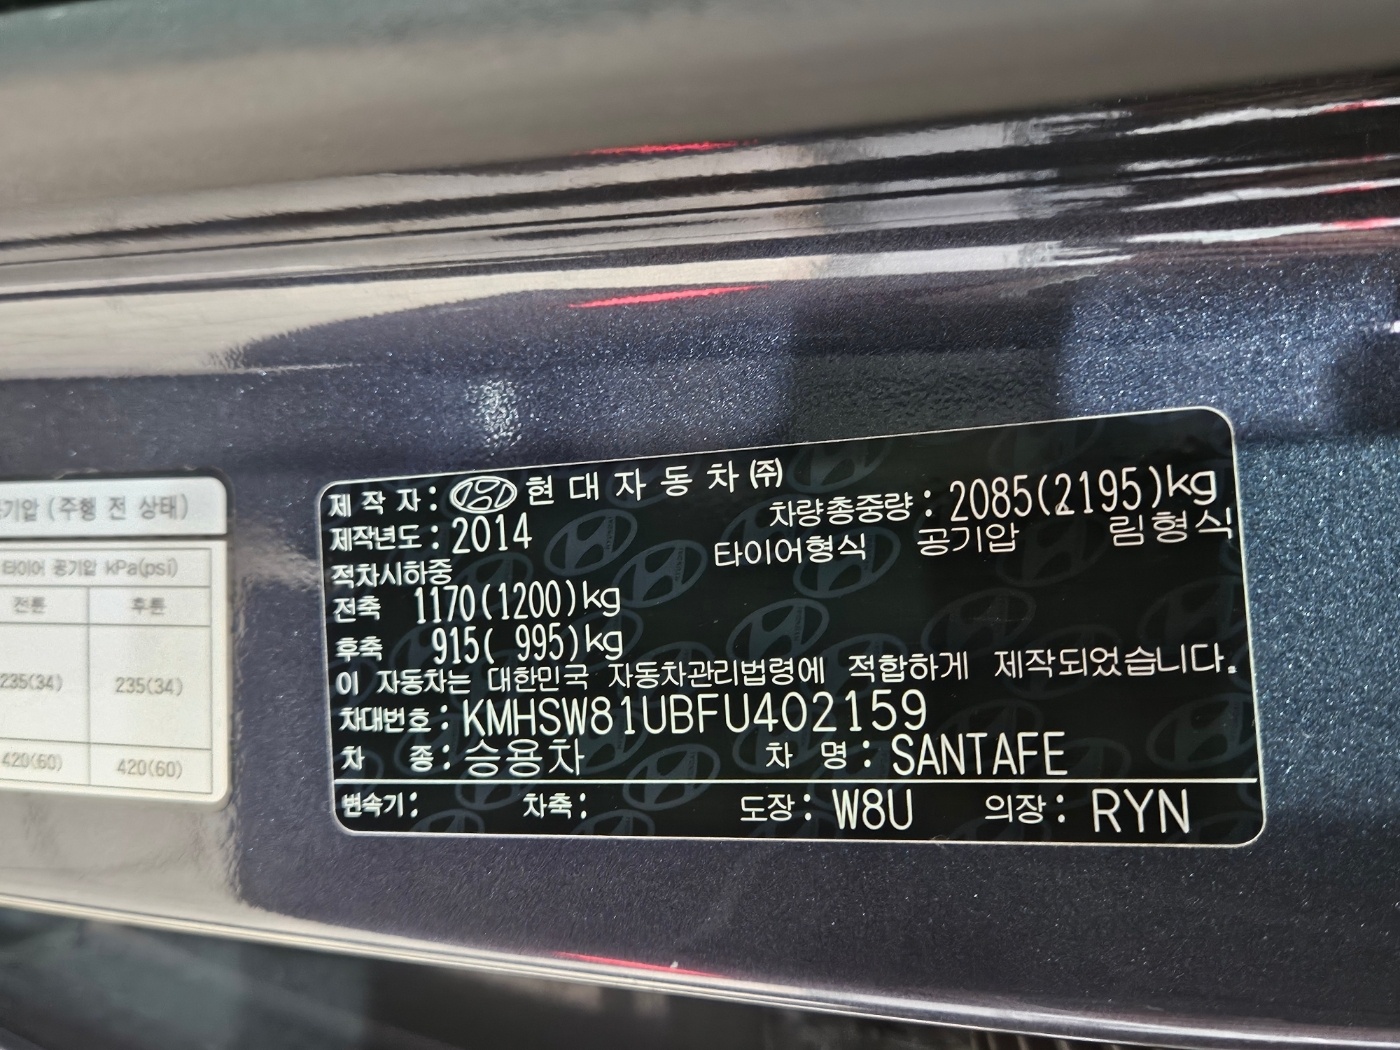 기압 (주행 전 상태)
타이어 공기압 kPa(psi)
전륜 후륜
235(34) 235(34)
420(60) 420(60)
제 작 자 : 현 대 자 동 차 ㈜
차량총중량 : 2085(2195)kg
제작년도 : 2014
타이어형식 공기압 림형식
적차시하중
전축 1170(1200)kg
후축 915( 995)kg
이 자동차는 대한민국 자동차관리법령에 적합하게 제작되었습니다.
차대번호 : KMHSW81UBFU402159
차 종 : 승용차 차 명 : SANTAFE
변속기 : 차축 : 도장 : W8U 의장 : RYN